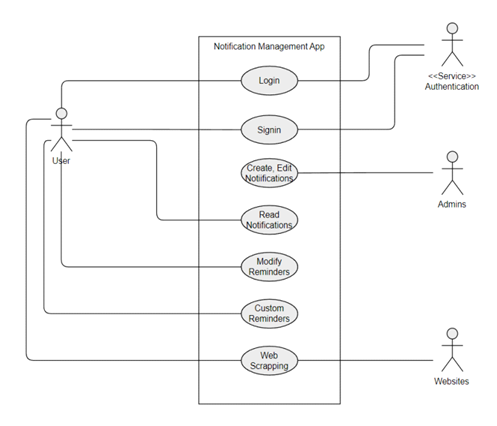 Notification Management App
Login
<<Service>>
Authentication
Signin
User
Create, Edit
Notiifications
Admins
Read
Notifications
Modify
Reminders
Custom
Reminders
Web
Scrapping
Websites